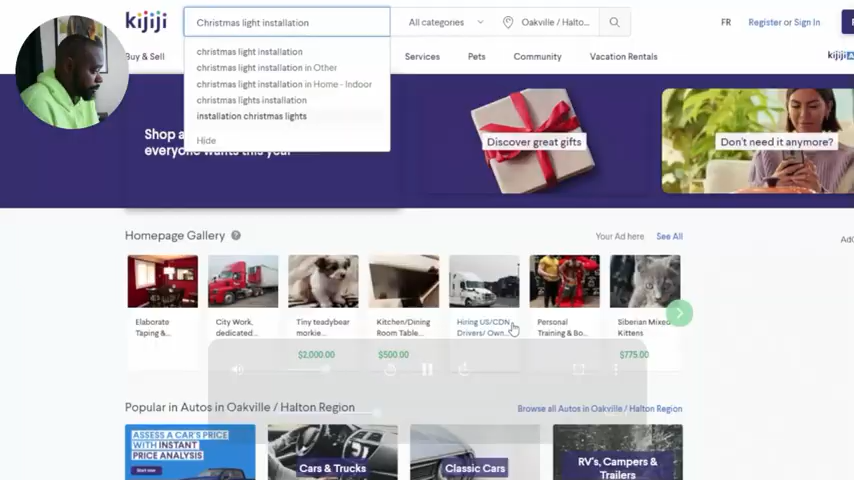 kijiji
Christmas light installation
All categories
Oakville / Halton...
FR
Register or Sign In
christmas light installation
christmas light installation in Other
christmas light installation in Home - Indoor
christmas lights installation
installation christmas lights
Hide
Buy & Sell
Services
Pets
Community
Vacation Rentals
kijiji
Shop a
everyone wants this year
Discover great gifts
Don't need it anymore?
Homepage Gallery
Your Ad here
See All
Elaborate
Taping &...
City Work,
dedicated...
Tiny teadybear
morkie...
$2,000.00
Kitchen/Dining
Room Table...
$500.00
Hiring US/CDN
Drivers/ Own...
Personal
Training & Bo...
Siberian Mixed
Kittens
$775.00
Popular in Autos in Oakville / Halton Region
Browse all Autos in Oakville / Halton Region
ASSESS A CAR'S PRICE
WITH INSTANT
PRICE ANALYSIS
Start now
Cars & Trucks
Classic Cars
RV's, Campers &
Trailers